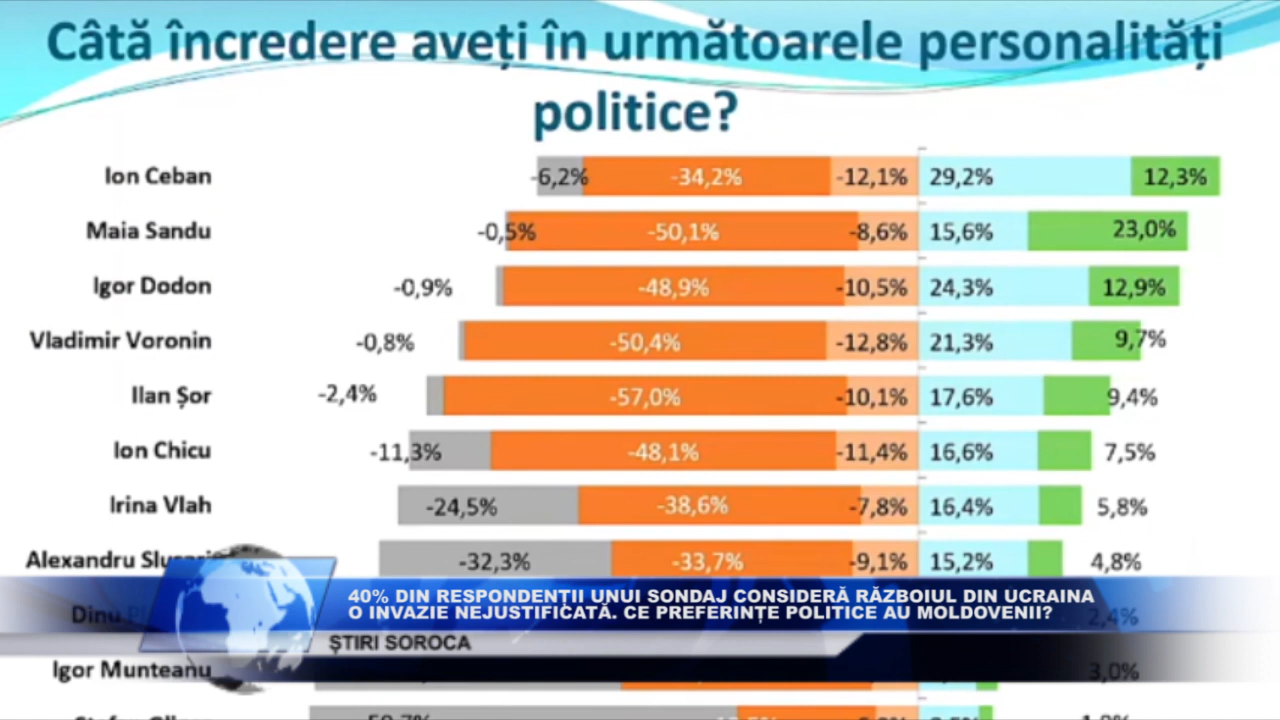 Câtă încredere aveți în următoarele personalități
politice?
Ion Ceban -6,2% -34,2% -12,1% 29,2% 12,3%
Maia Sandu -0,5% -50,1% -8,6% 15,6% 23,0%
Igor Dodon -0,9% -48,9% -10,5% 24,3% 12,9%
Vladimir Voronin -0,8% -50,4% -12,8% 21,3% 9,7%
Ilan Șor -2,4% -57,0% -10,1% 17,6% 9,4%
Ion Chicu -11,3% -48,1% -11,4% 16,6% 7,5%
Irina Vlah -24,5% -38,6% -7,8% 16,4% 5,8%
Alexandru -32,3% -33,7% -9,1% 15,2% 4,8%
40% DIN RESPONDENȚII UNUI SONDAJ CONSIDERĂ RĂZBOIUL DIN UCRAINA
O INVAZIE NEJUSTIFICATĂ. CE PREFERINȚE POLITICE AU MOLDOVENII?
Dinu 2,4%
ȘTIRI SOROCA
Igor Munteanu 3,0%